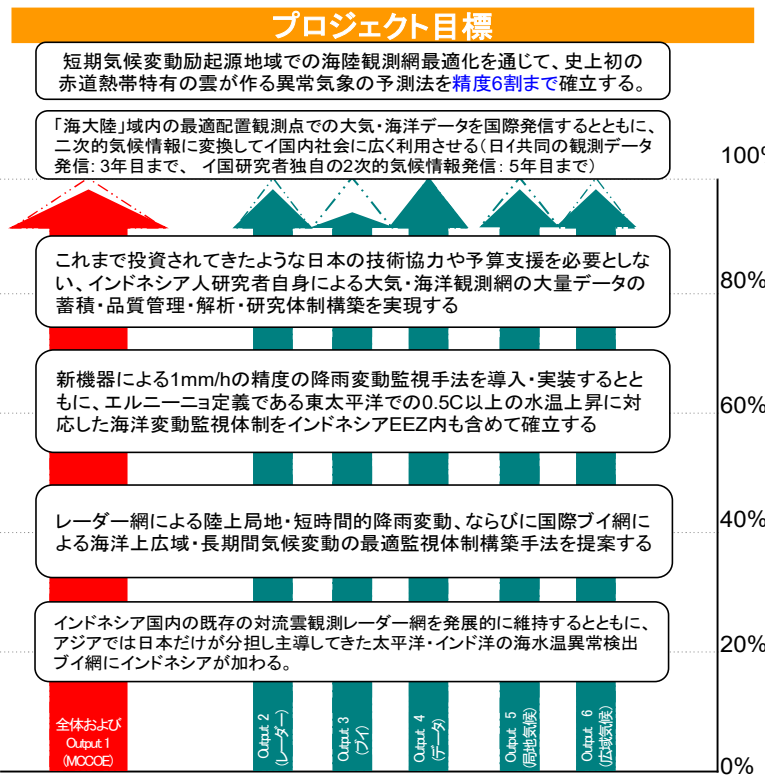 プロジェクト目標
短期気候変動励起源地域での海陸観測網最適化を通じて、史上初の
赤道熱帯特有の雲が作る異常気象の予測法を精度6割まで確立する。
「海大陸」域内の最適配置観測点での大気・海洋データを国際発信するとともに、
二次的気候情報に変換してイ国内社会に広く利用させる(日イ共同の観測データ
発信: 3年目まで、 イ国研究者独自の2次的気候情報発信: 5年目まで)
100%
これまで投資されてきたような日本の技術協力や予算支援を必要としな
い、インドネシア人研究者自身による大気・海洋観測網の大量データの
蓄積・品質管理・解析・研究体制構築を実現する
80%
新機器による1mm/hの精度の降雨変動監視手法を導入・実装するとと
もに、エルニーニョ定義である東太平洋での0.5C以上の水温上昇に対
応した海洋変動監視体制をインドネシアEEZ内も含めて確立する
60%
レーダー網による陸上局地・短時間的降雨変動、ならびに国際ブイ網に
よる海洋上広域・長期間気候変動の最適監視体制構築手法を提案する
40%
インドネシア国内の既存の対流雲観測レーダー網を発展的に維持するとともに、
アジアでは日本だけが分担し主導してきた太平洋・インド洋の海水温異常検出
ブイ網にインドネシアが加わる。
20%
全体および
Output 1
(MCCOE)
Output 2
(レーダー)
Output 3
(ブイ)
Output 4
(データ)
Output 5
(局地気候)
Output 6
(広域気候)
0%